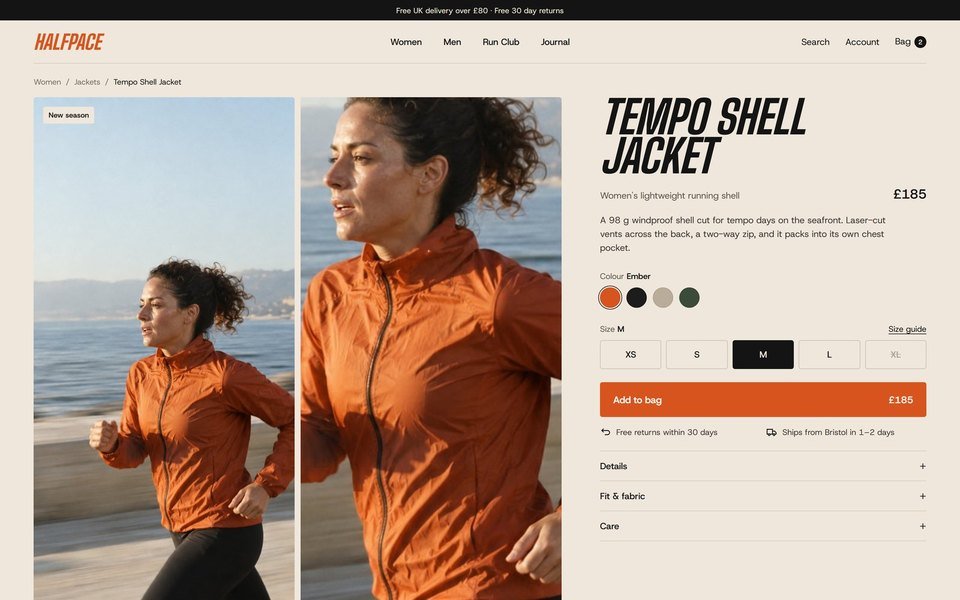 Free UK delivery over £80 · Free 30 day returns
HALFPACE
Women
Men
Run Club
Journal
Search
Account
Bag 2
Women / Jackets / Tempo Shell Jacket
New season
TEMPO SHELL
JACKET
Women's lightweight running shell
£185
A 98 g windproof shell cut for tempo days on the seafront. Laser-cut
vents across the back, a two-way zip, and it packs into its own chest
pocket.
Colour Ember
Size M
Size guide
XS
S
M
L
XL
Add to bag
£185
Free returns within 30 days
Ships from Bristol in 1–2 days
Details
+
Fit & fabric
+
Care
+